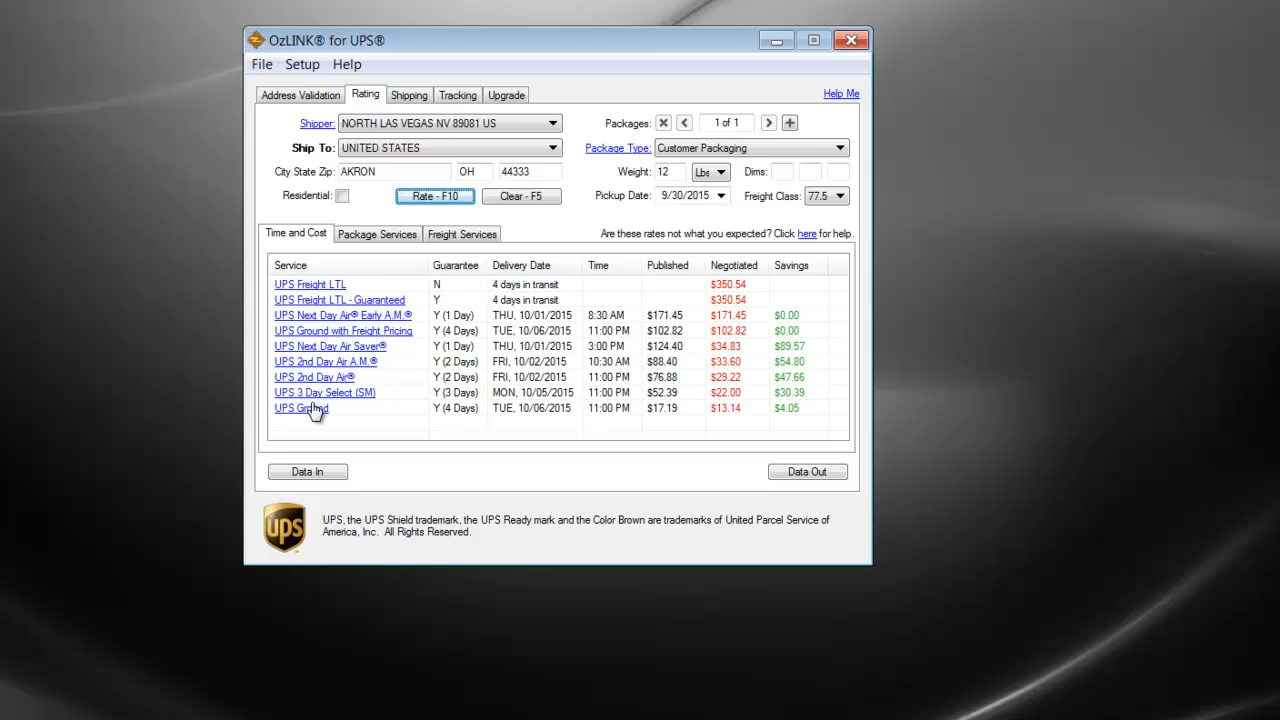 OzLINK® for UPS®
File Setup Help
Address Validation Rating Shipping Tracking Upgrade Help Me
Shipper: NORTH LAS VEGAS NV 89081 US Packages: 1 of 1
Ship To: UNITED STATES Package Type: Customer Packaging
City State Zip: AKRON OH 44333 Weight: 12 Lbs Dims:
Residential: Rate - F10 Clear - F5 Pickup Date: 9/30/2015 Freight Class: 77.5
Time and Cost Package Services Freight Services Are these rates not what you expected? Click here for help.
Service Guarantee Delivery Date Time Published Negotiated Savings
UPS Freight LTL N 4 days in transit $350.54
UPS Freight LTL - Guaranteed Y 4 days in transit $350.54
UPS Next Day Air® Early A.M.® Y (1 Day) THU, 10/01/2015 8:30 AM $171.45 $171.45 $0.00
UPS Ground with Freight Pricing Y (4 Days) TUE, 10/06/2015 11:00 PM $102.82 $102.82 $0.00
UPS Next Day Air Saver® Y (1 Day) THU, 10/01/2015 3:00 PM $124.40 $34.83 $89.57
UPS 2nd Day Air A.M.® Y (2 Days) FRI, 10/02/2015 10:30 AM $88.40 $33.60 $54.80
UPS 2nd Day Air® Y (2 Days) FRI, 10/02/2015 11:00 PM $76.88 $29.22 $47.66
UPS 3 Day Select (SM) Y (3 Days) MON, 10/05/2015 11:00 PM $52.39 $22.00 $30.39
UPS Ground Y (4 Days) TUE, 10/06/2015 11:00 PM $17.19 $13.14 $4.05
Data In Data Out
ups
UPS, the UPS Shield trademark, the UPS Ready mark and the Color Brown are trademarks of United Parcel Service of
America, Inc. All Rights Reserved.